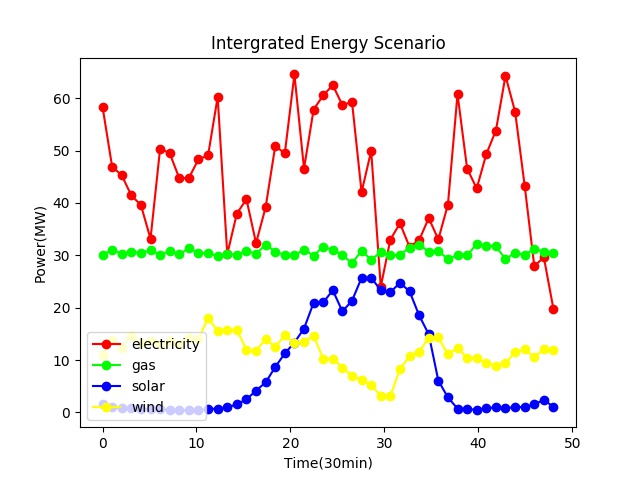 Intergrated Energy Scenario
Power(MW)
60
50
40
30
20
10
0
electricity
gas
solar
wind
0 10 20 30 40 50
Time(30min)